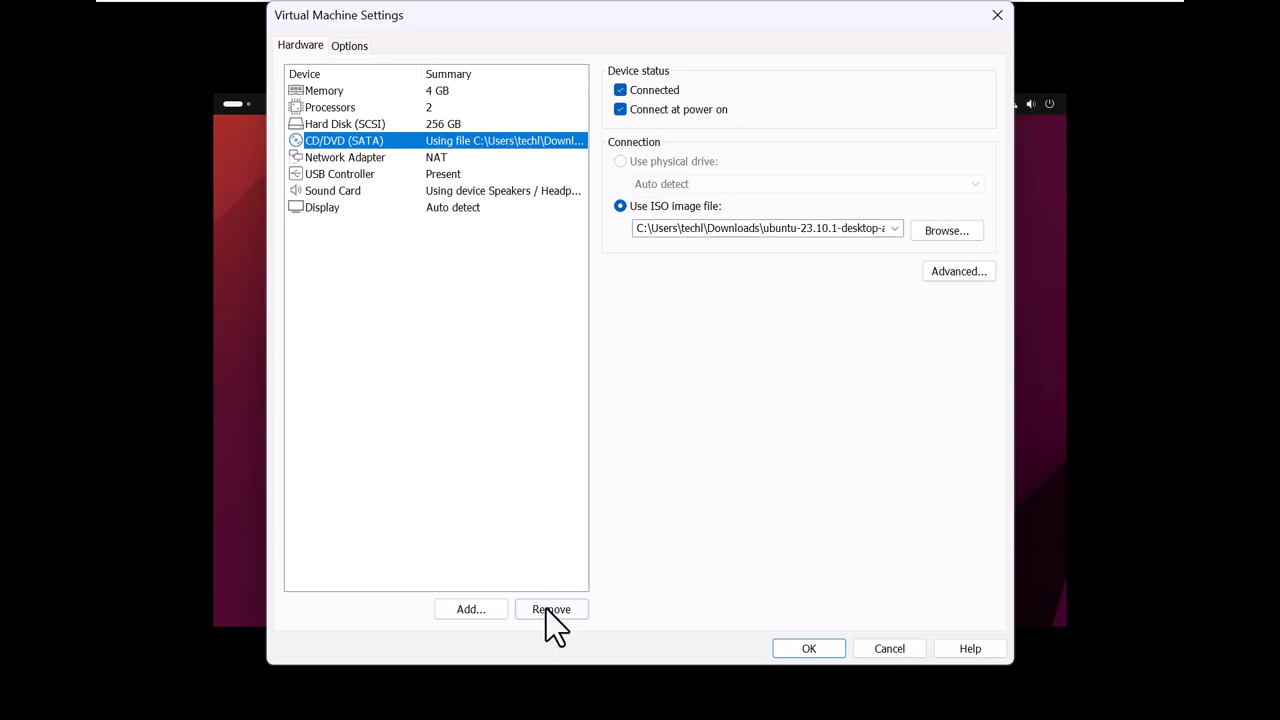 Virtual Machine Settings
Hardware Options
Device Summary
Memory 4 GB
Processors 2
Hard Disk (SCSI) 256 GB
CD/DVD (SATA) Using file C:\Users\techl\Downl...
Network Adapter NAT
USB Controller Present
Sound Card Using device Speakers / Headp...
Display Auto detect
Add... Remove
Device status
Connected
Connect at power on
Connection
Use physical drive:
Auto detect
Use ISO image file:
C:\Users\techl\Downloads\ubuntu-23.10.1-desktop-a
Browse...
Advanced...
OK Cancel Help